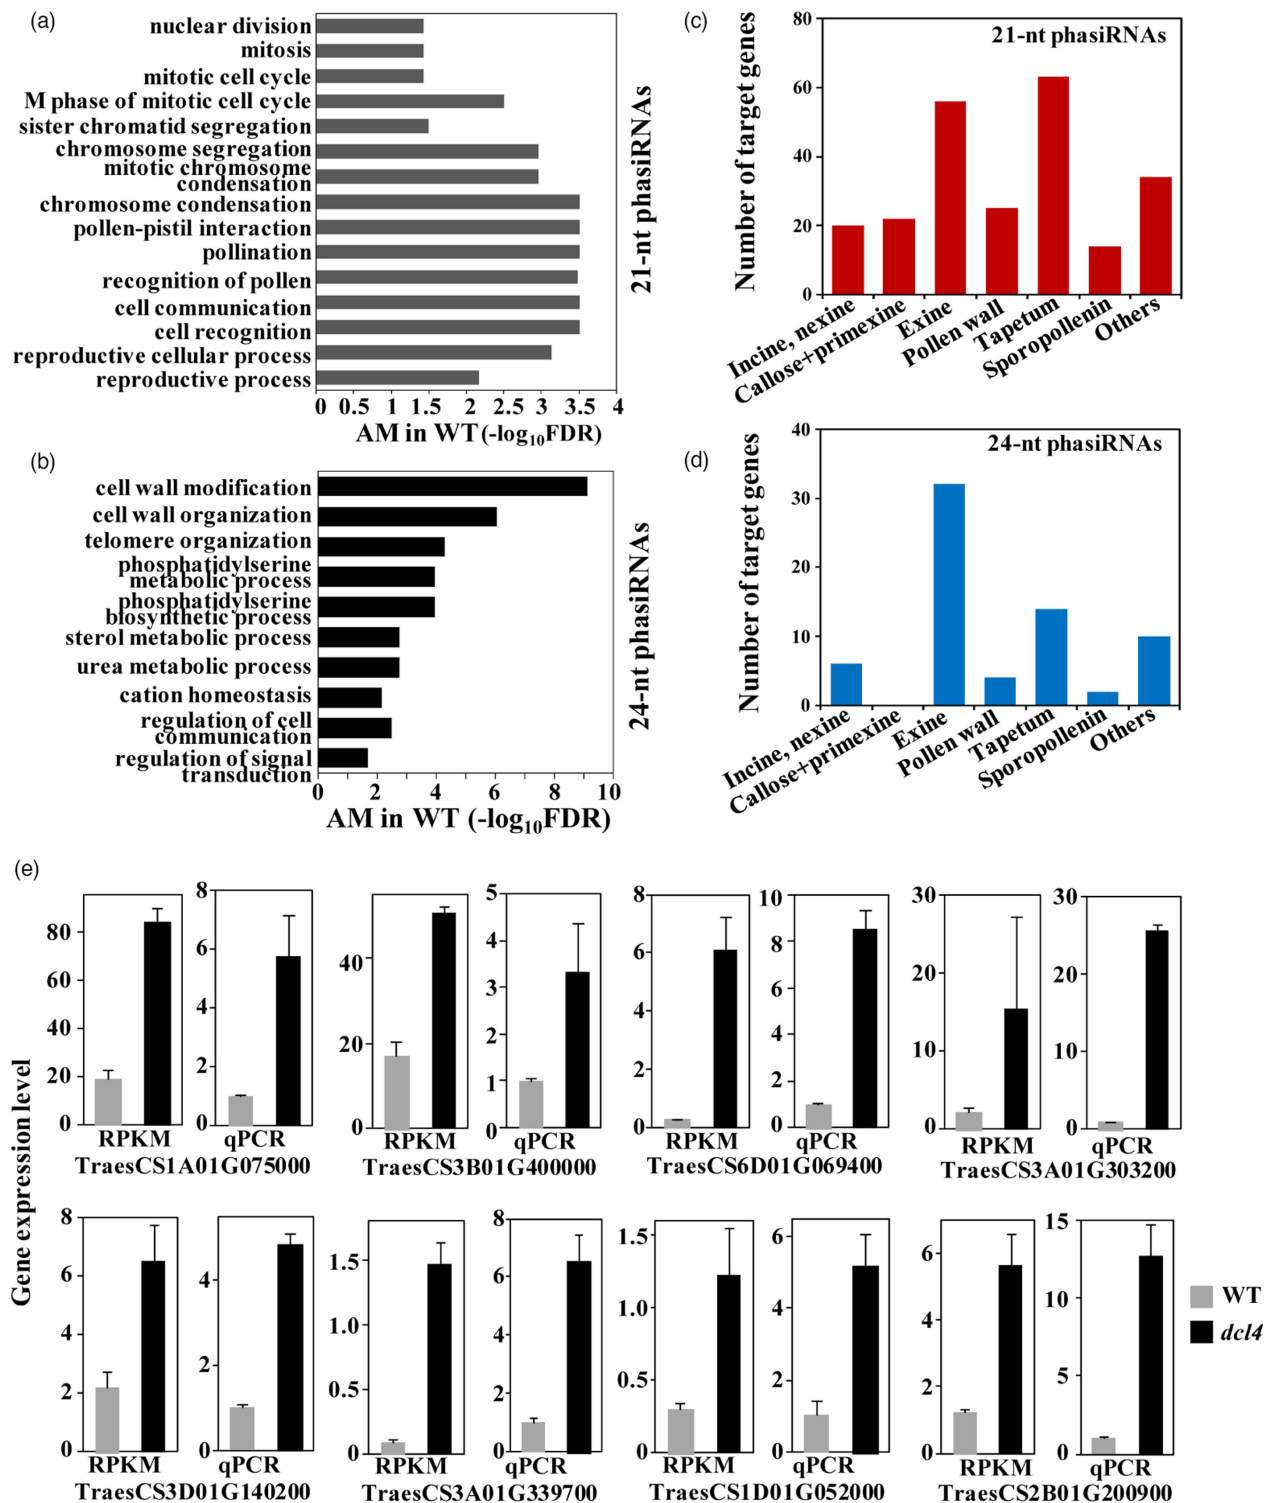 (a)
nuclear division
mitosis
mitotic cell cycle
M phase of mitotic cell cycle
sister chromatid segregation
chromosome segregation
mitotic chromosome
condensation
chromosome condensation
pollen-pistil interaction
pollination
recognition of pollen
cell communication
cell recognition
reproductive cellular process
reproductive process
0 0.5 1 1.5 2 2.5 3 3.5 4
AM in WT (-log10FDR)
21-nt phasiRNAs
(b)
cell wall modification
cell wall organization
telomere organization
phosphatidylserine
metabolic process
phosphatidylserine
biosynthetic process
sterol metabolic process
urea metabolic process
cation homeostasis
regulation of cell
communication
regulation of signal
transduction
0 2 4 6 8 10
AM in WT (-log10FDR)
24-nt phasiRNAs
(c)
21-nt phasiRNAs
Number of target genes
80
60
40
20
0
Incine, nexine
Callose+primexine
Exine
Pollen wall
Tapetum
Sporopollenin
Others
(d)
24-nt phasiRNAs
Number of target genes
40
30
20
10
0
Incine, nexine
Callose+primexine
Exine
Pollen wall
Tapetum
Sporopollenin
Others
(e)
Gene expression level
80
60
40
20
0
RPKM
8
6
4
2
0
qPCR
TraesCS1A01G075000
40
20
0
RPKM
5
4
3
2
1
0
qPCR
TraesCS3B01G400000
8
6
4
2
0
RPKM
10
8
6
4
2
0
qPCR
TraesCS6D01G069400
30
20
10
0
RPKM
30
20
10
0
qPCR
TraesCS3A01G303200
8
6
4
2
0
RPKM
4
2
0
qPCR
TraesCS3D01G140200
1.5
1.0
0.5
0
RPKM
8
6
4
2
0
qPCR
TraesCS3A01G339700
1.5
1.0
0.5
0
RPKM
6
4
2
0
qPCR
TraesCS1D01G052000
6
4
2
0
RPKM
15
10
5
0
qPCR
TraesCS2B01G200900
WT
dcl4